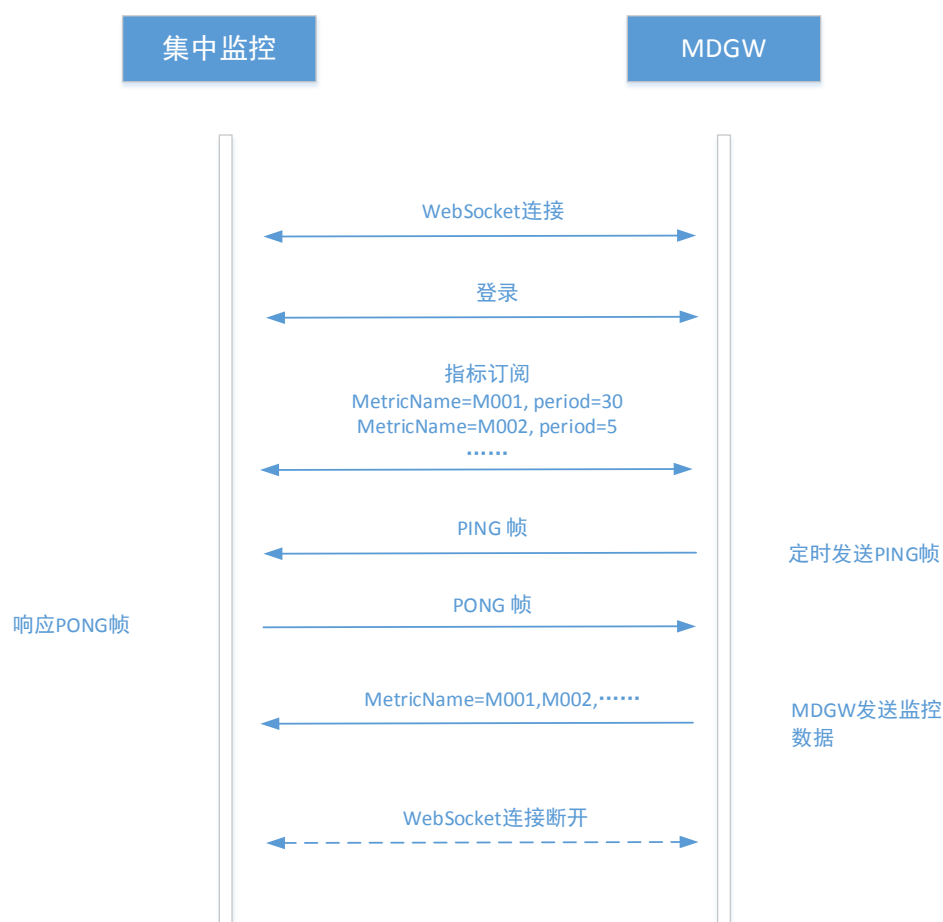 集中监控
MDGW
WebSocket连接
登录
指标订阅
MetricName=M001, period=30
MetricName=M002, period=5
······
PING 帧
定时发送PING帧
PONG 帧
响应PONG帧
MetricName=M001,M002,······
MDGW发送监控
数据
WebSocket连接断开